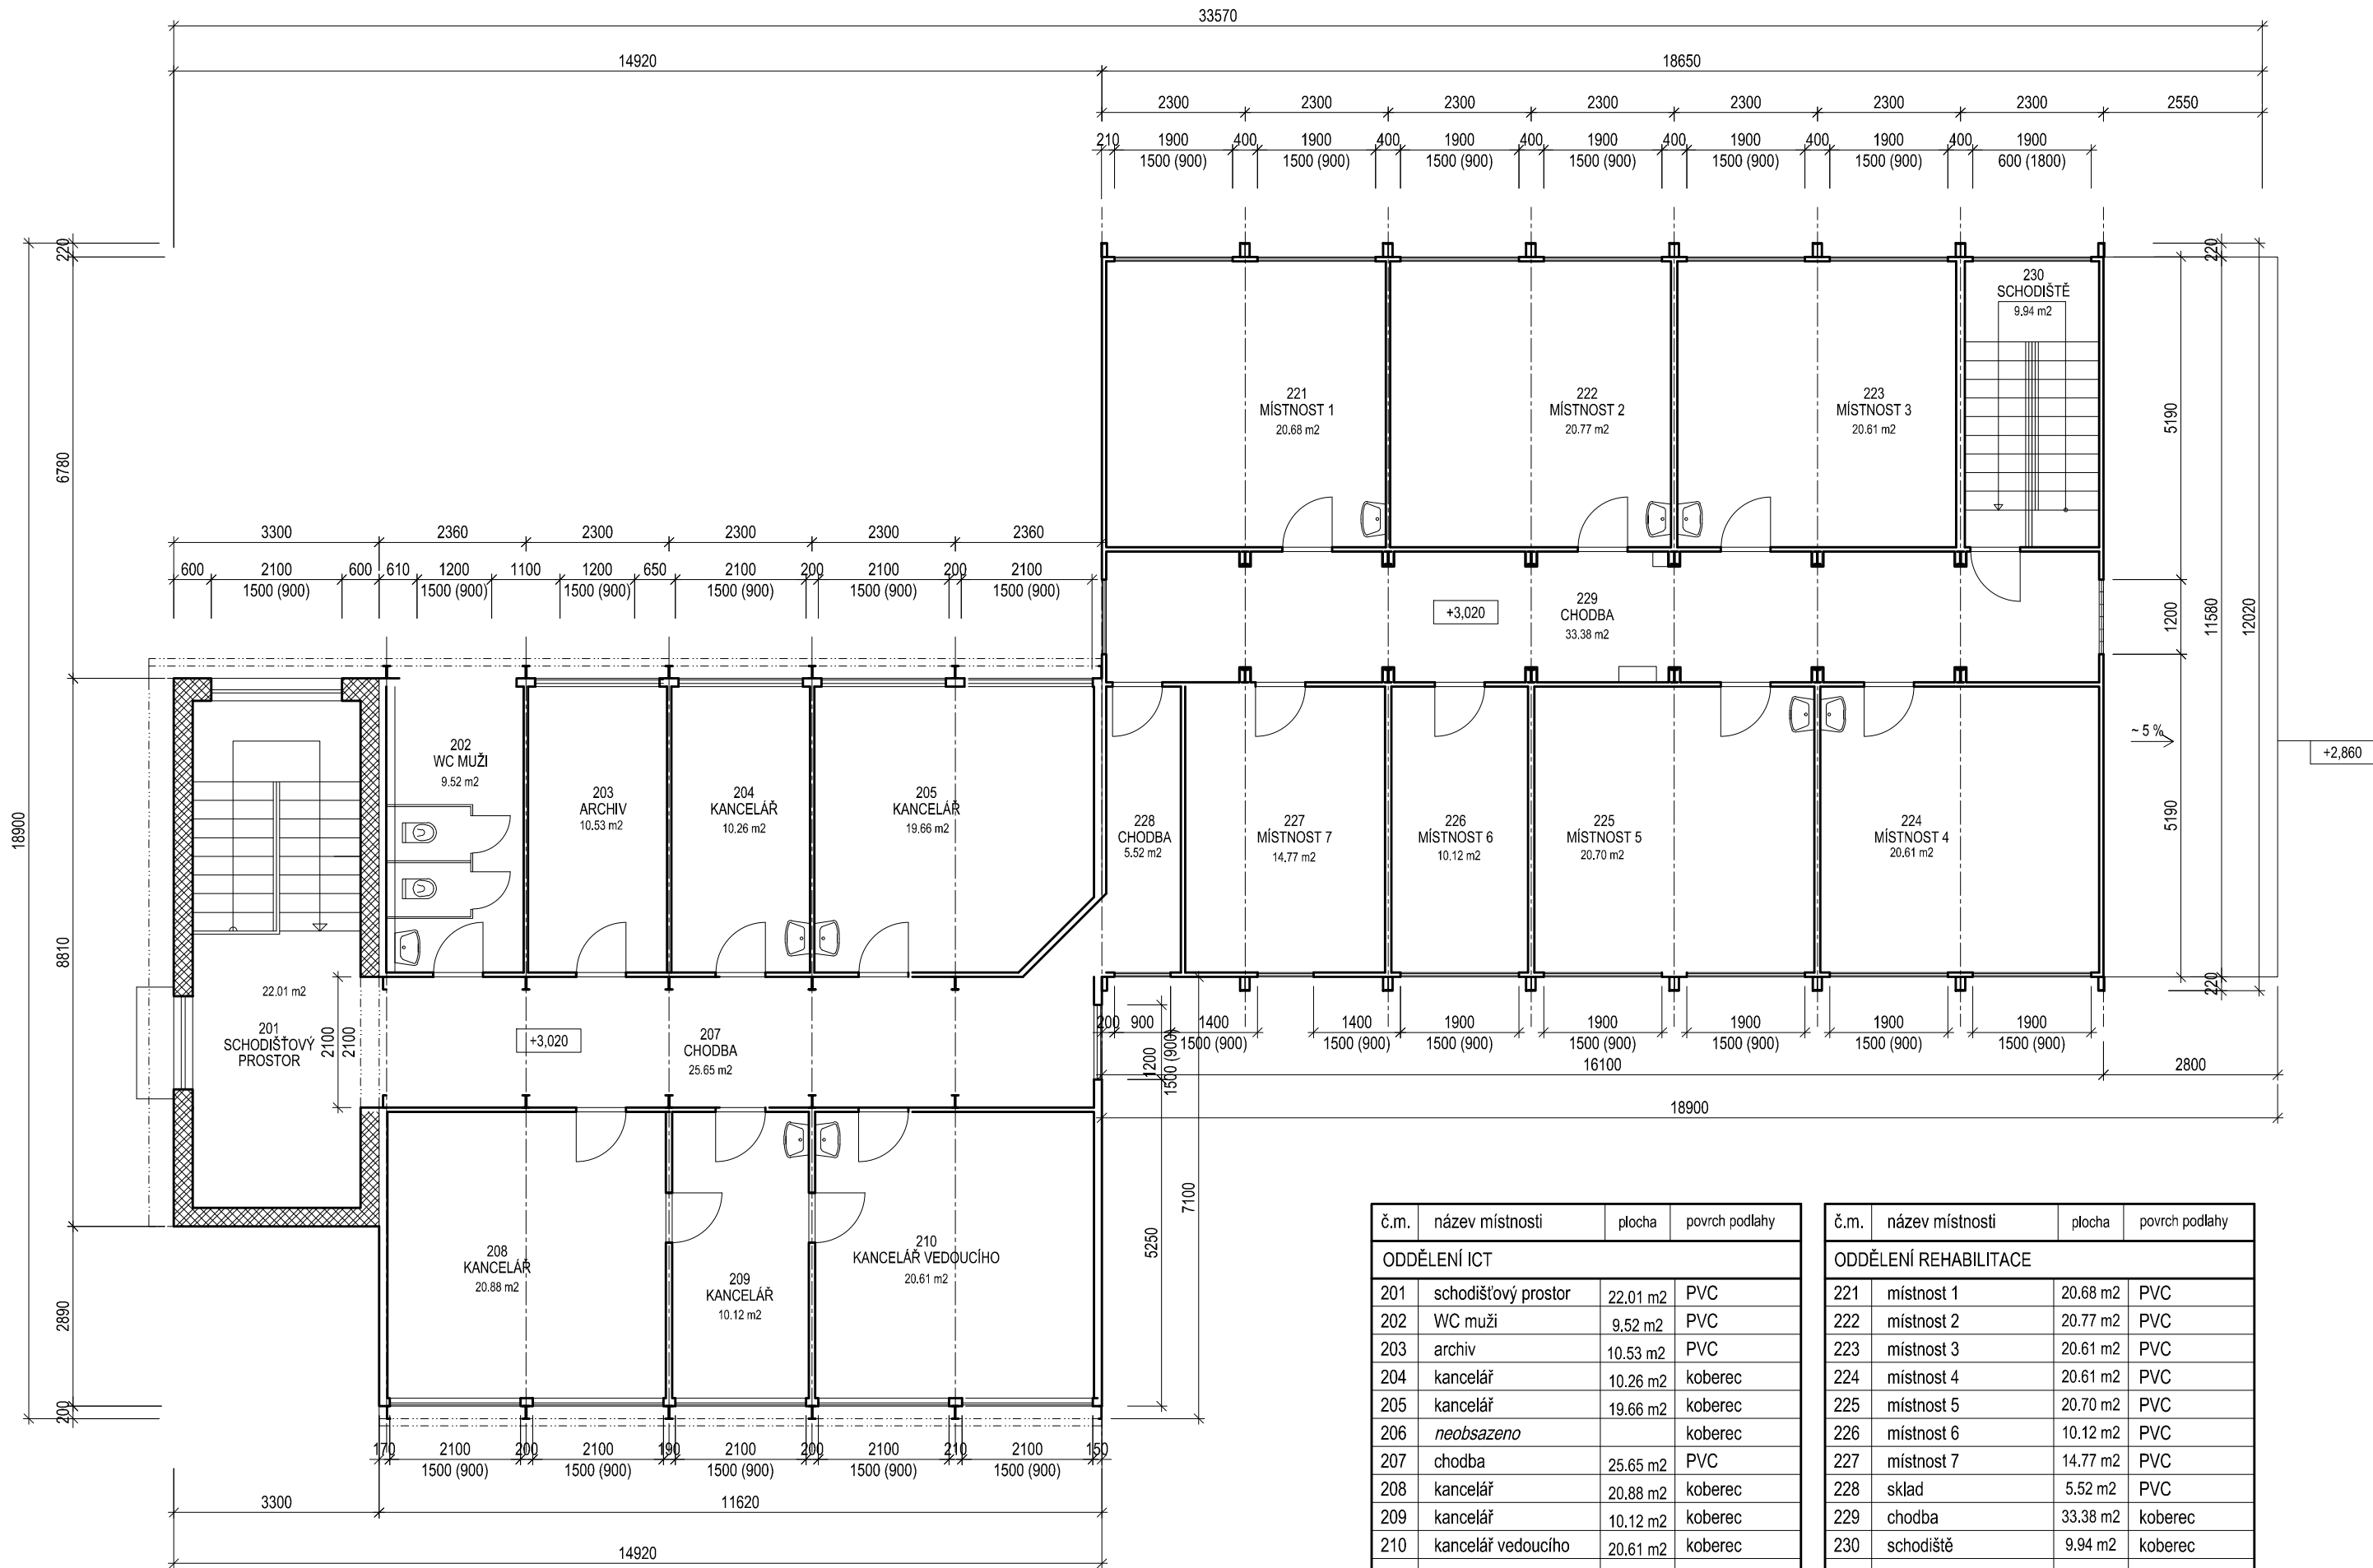 33570
14920 18650
2300 2300 2300 2300 2300 2300 2300 2550
210 1900 400 1900 400 1900 400 1900 400 1900 400 1900 400 1900
1500 (900) 1500 (900) 1500 (900) 1500 (900) 1500 (900) 1500 (900) 600 (1800)
220
6780
8810
2890
200
18900
220
5190
1200
5190
220
11580
12020
230
SCHODIŠTĚ
9.94 m2
221
MÍSTNOST 1
20.68 m2
222
MÍSTNOST 2
20.77 m2
223
MÍSTNOST 3
20.61 m2
3300 2360 2300 2300 2300 2360
600 2100 600 610 1200 1100 1200 650 2100 200 2100 200 2100
1500 (900) 1500 (900) 1500 (900) 1500 (900) 1500 (900) 1500 (900)
+3,020
229
CHODBA
33.38 m2
202
WC MUŽI
9.52 m2
203
ARCHIV
10.53 m2
204
KANCELÁŘ
10.26 m2
205
KANCELÁŘ
19.66 m2
228
CHODBA
5.52 m2
227
MÍSTNOST 7
14.77 m2
226
MÍSTNOST 6
10.12 m2
225
MÍSTNOST 5
20.70 m2
224
MÍSTNOST 4
20.61 m2
~ 5 %
+2,860
22.01 m2
201
SCHODIŠŤOVÝ
PROSTOR
2100
2100
+3,020
207
CHODBA
25.65 m2
200 900 1400 1400 1900 1900 1900 1900 1900
1500 (900) 1500 (900) 1500 (900) 1500 (900) 1500 (900) 1500 (900) 1500 (900)
1200
1500 (900)
16100 2800
18900
5250
7100
208
KANCELÁŘ
20.88 m2
209
KANCELÁŘ
10.12 m2
210
KANCELÁŘ VEDOUCÍHO
20.61 m2
170 2100 200 2100 190 2100 200 2100 210 2100 150
1500 (900) 1500 (900) 1500 (900) 1500 (900) 1500 (900)
3300 11620
14920
č.m. název místnosti plocha povrch podlahy
ODDĚLENÍ ICT
201 schodišťový prostor 22.01 m2 PVC
202 WC muži 9.52 m2 PVC
203 archiv 10.53 m2 PVC
204 kancelář 10.26 m2 koberec
205 kancelář 19.66 m2 koberec
206 neobsazeno koberec
207 chodba 25.65 m2 PVC
208 kancelář 20.88 m2 koberec
209 kancelář 10.12 m2 koberec
210 kancelář vedoucího 20.61 m2 koberec
č.m. název místnosti plocha povrch podlahy
ODDĚLENÍ REHABILITACE
221 místnost 1 20.68 m2 PVC
222 místnost 2 20.77 m2 PVC
223 místnost 3 20.61 m2 PVC
224 místnost 4 20.61 m2 PVC
225 místnost 5 20.70 m2 PVC
226 místnost 6 10.12 m2 PVC
227 místnost 7 14.77 m2 PVC
228 sklad 5.52 m2 PVC
229 chodba 33.38 m2 koberec
230 schodiště 9.94 m2 koberec